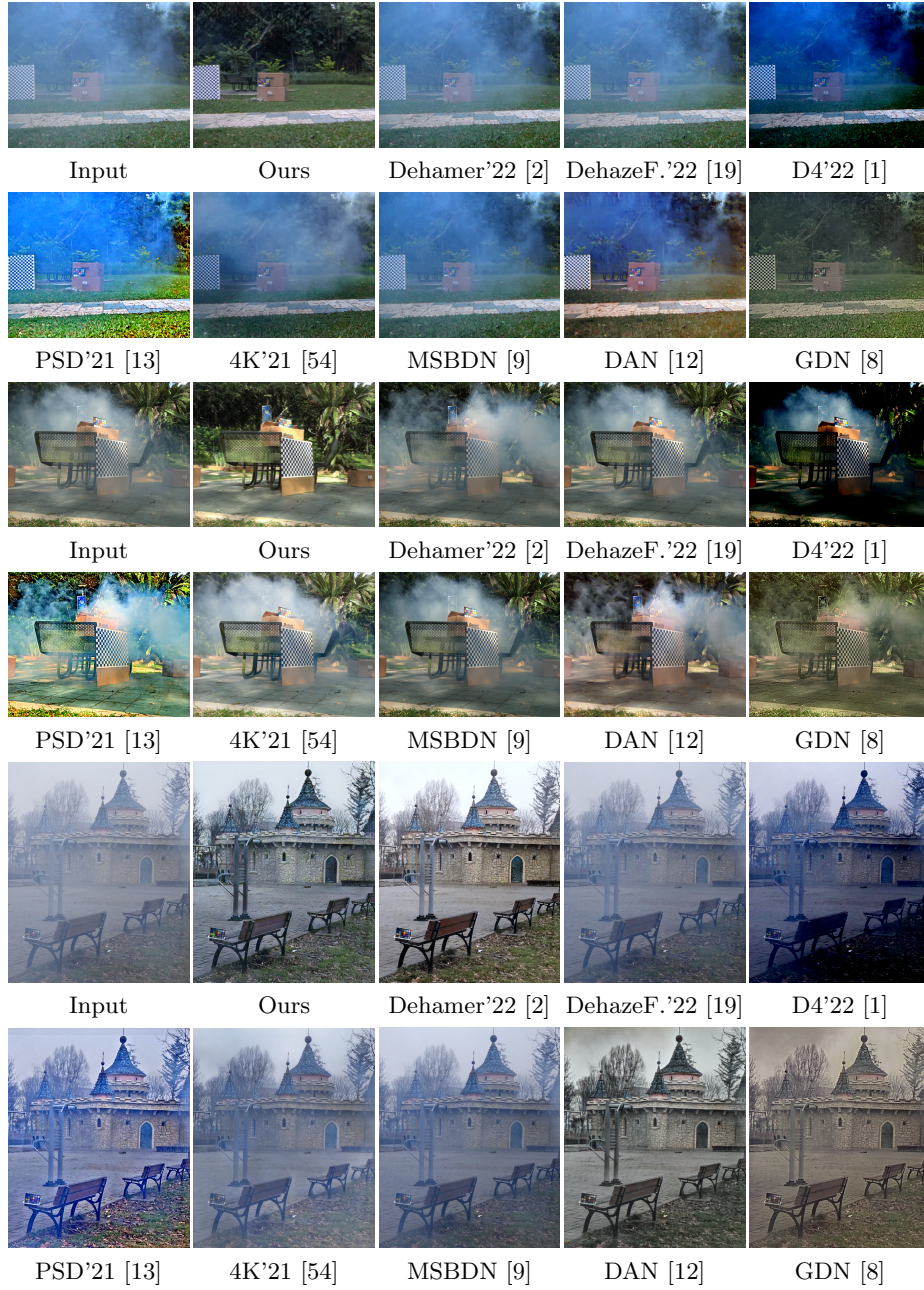 Input Ours Dehamer'22 [2] DehazeF.'22 [19] D4'22 [1]
PSD'21 [13] 4K'21 [54] MSBDN [9] DAN [12] GDN [8]
Input Ours Dehamer'22 [2] DehazeF.'22 [19] D4'22 [1]
PSD'21 [13] 4K'21 [54] MSBDN [9] DAN [12] GDN [8]
Input Ours Dehamer'22 [2] DehazeF.'22 [19] D4'22 [1]
PSD'21 [13] 4K'21 [54] MSBDN [9] DAN [12] GDN [8]